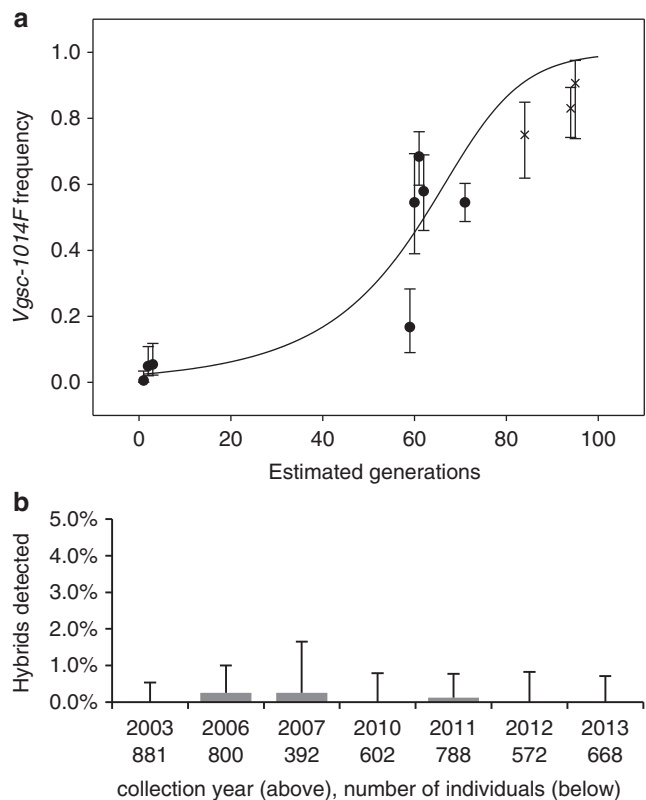 a
1.0
0.8
0.6
0.4
0.2
0.0
Vgsc-1014F frequency
0 20 40 60 80 100
Estimated generations
b
5.0%
4.0%
3.0%
2.0%
1.0%
0.0%
Hybrids detected
2003 2006 2007 2010 2011 2012 2013
881 800 392 602 788 572 668
collection year (above), number of individuals (below)